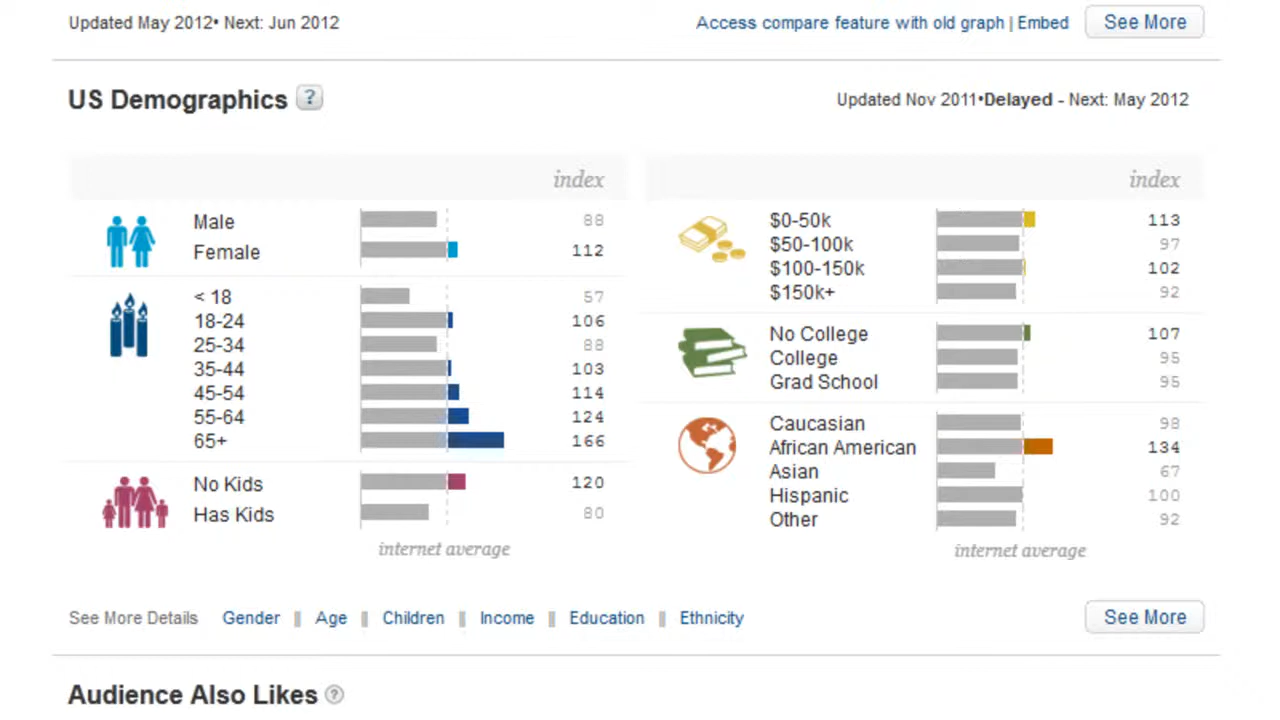 Updated May 2012• Next: Jun 2012
Access compare feature with old graph | Embed
See More
US Demographics ?
Updated Nov 2011•Delayed - Next: May 2012
index
Male 88
Female 112
< 18 57
18-24 106
25-34 88
35-44 103
45-54 114
55-64 124
65+ 166
No Kids 120
Has Kids 80
internet average
index
$0-50k 113
$50-100k 97
$100-150k 102
$150k+ 92
No College 107
College 95
Grad School 95
Caucasian 98
African American 134
Asian 67
Hispanic 100
Other 92
internet average
See More Details Gender || Age || Children || Income || Education || Ethnicity
See More
Audience Also Likes ?